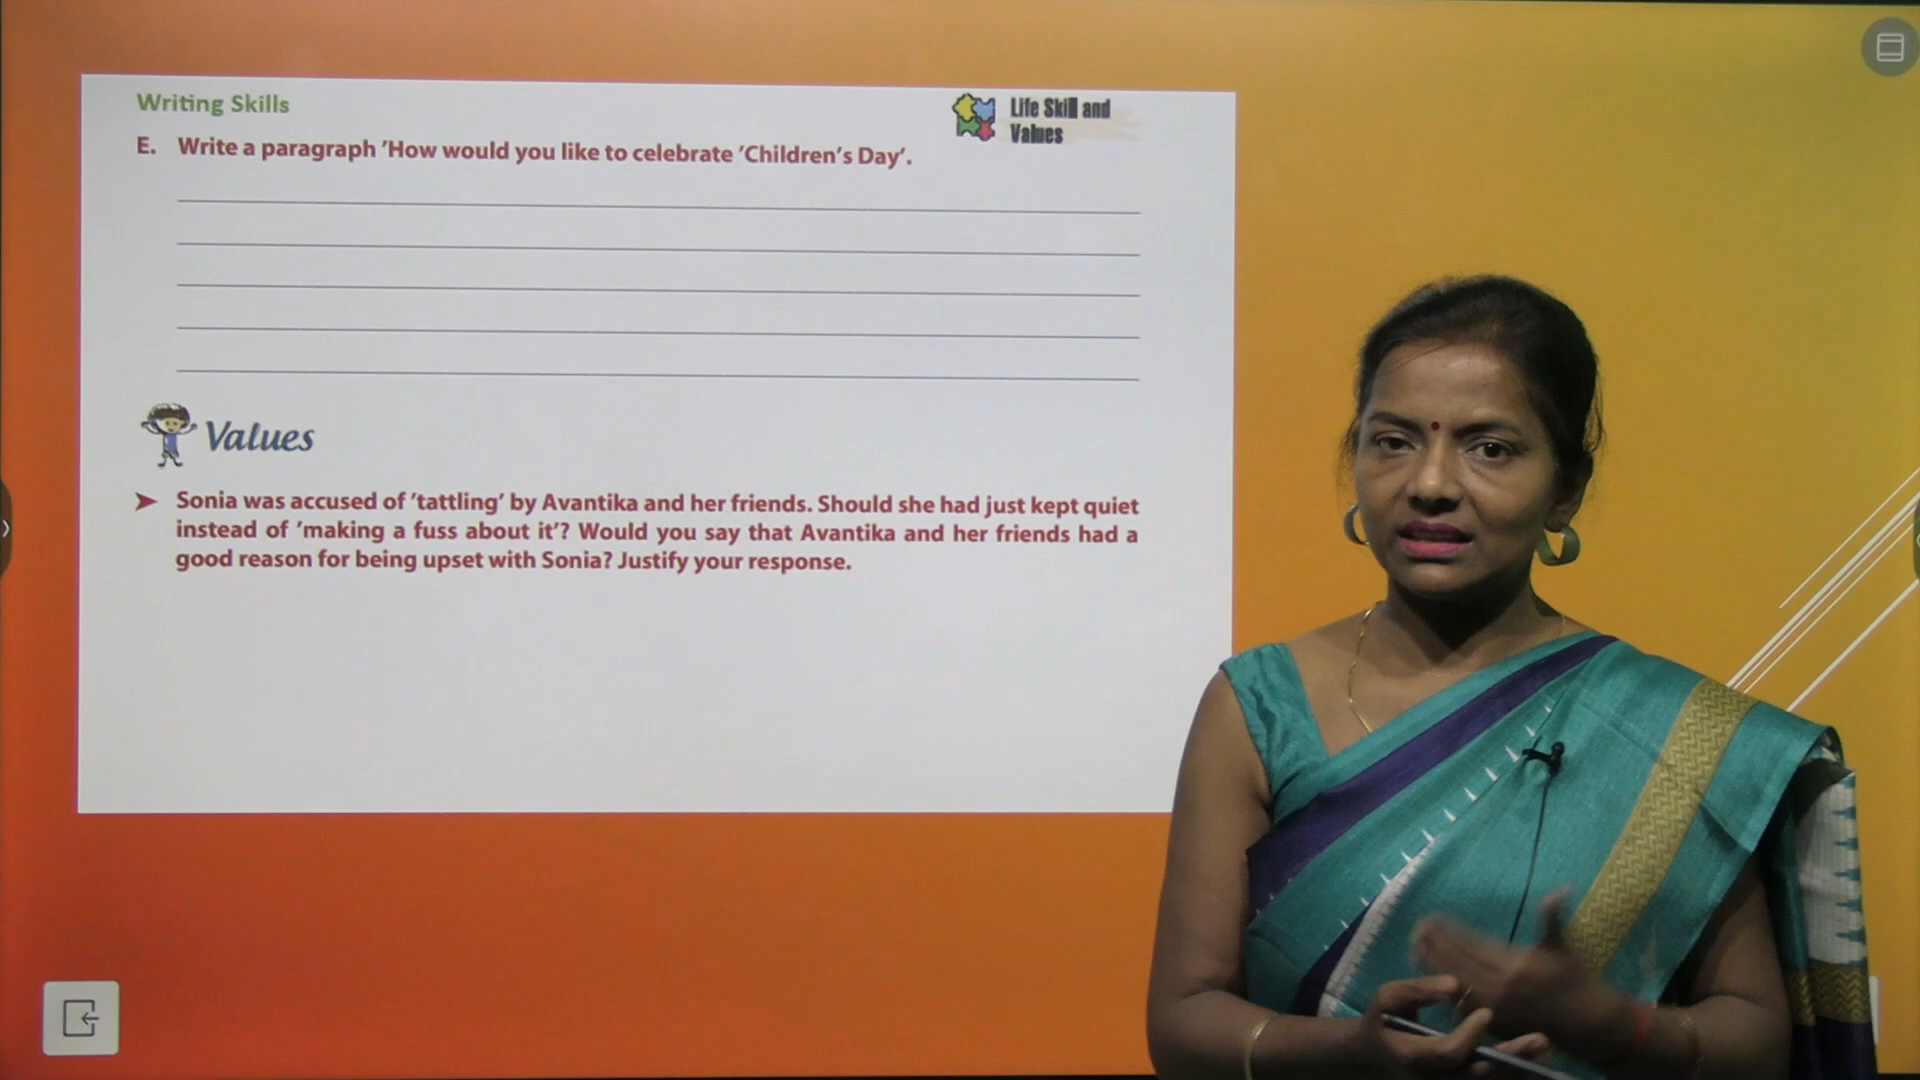 Writing Skills
Life Skill and
Values
E. Write a paragraph ’How would you like to celebrate ’Children’s Day’.
Values
➤ Sonia was accused of ’tattling’ by Avantika and her friends. Should she had just kept quiet
instead of ’making a fuss about it’? Would you say that Avantika and her friends had a
good reason for being upset with Sonia? Justify your response.